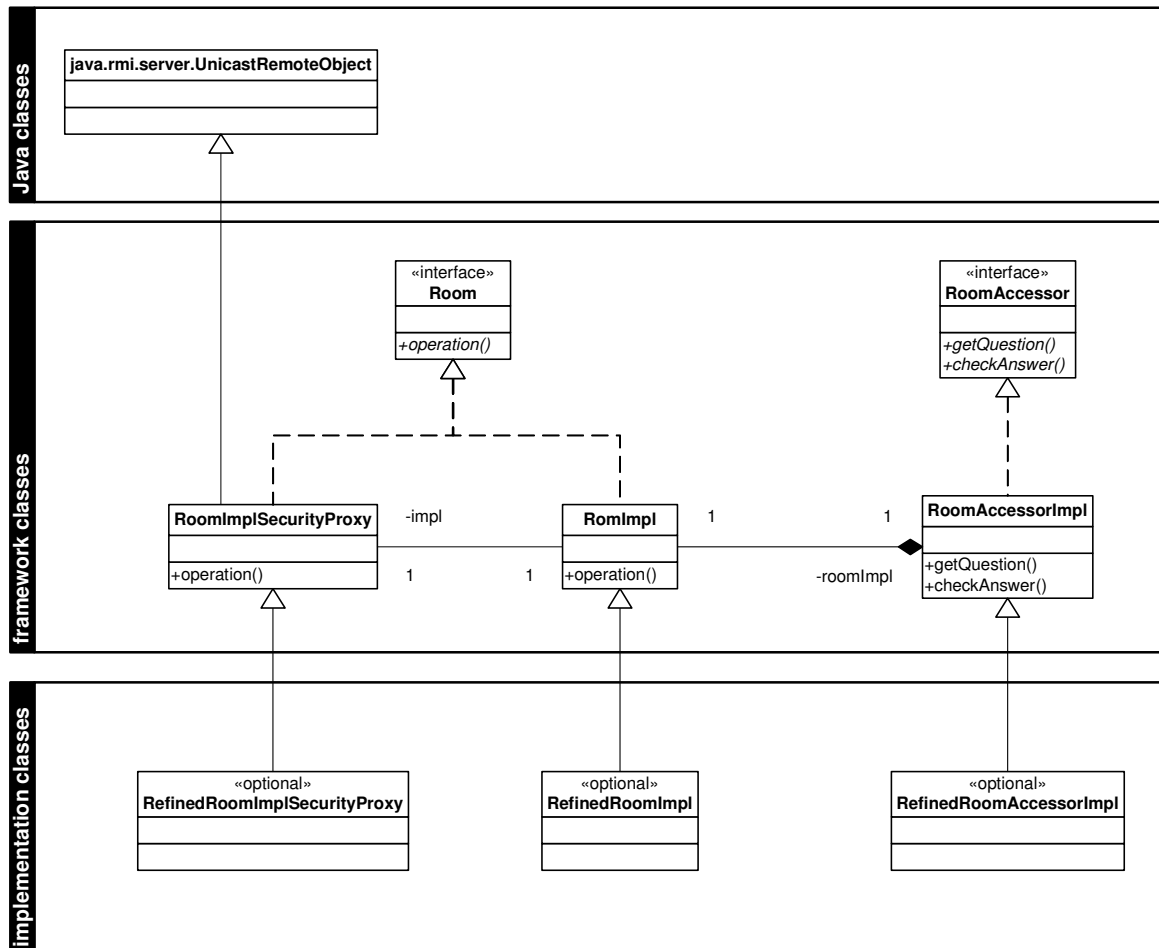 Java classes
java.rmi.server.UnicastRemoteObject
framework classes
«interface»
Room
+operation()
«interface»
RoomAccessor
+getQuestion()
+checkAnswer()
RoomImplSecurityProxy
+operation()
-impl
1
1
RomImpl
+operation()
1
1
-roomImpl
RoomAccessorImpl
+getQuestion()
+checkAnswer()
implementation classes
«optional»
RefinedRoomImplSecurityProxy
«optional»
RefinedRoomImpl
«optional»
RefinedRoomAccessorImpl